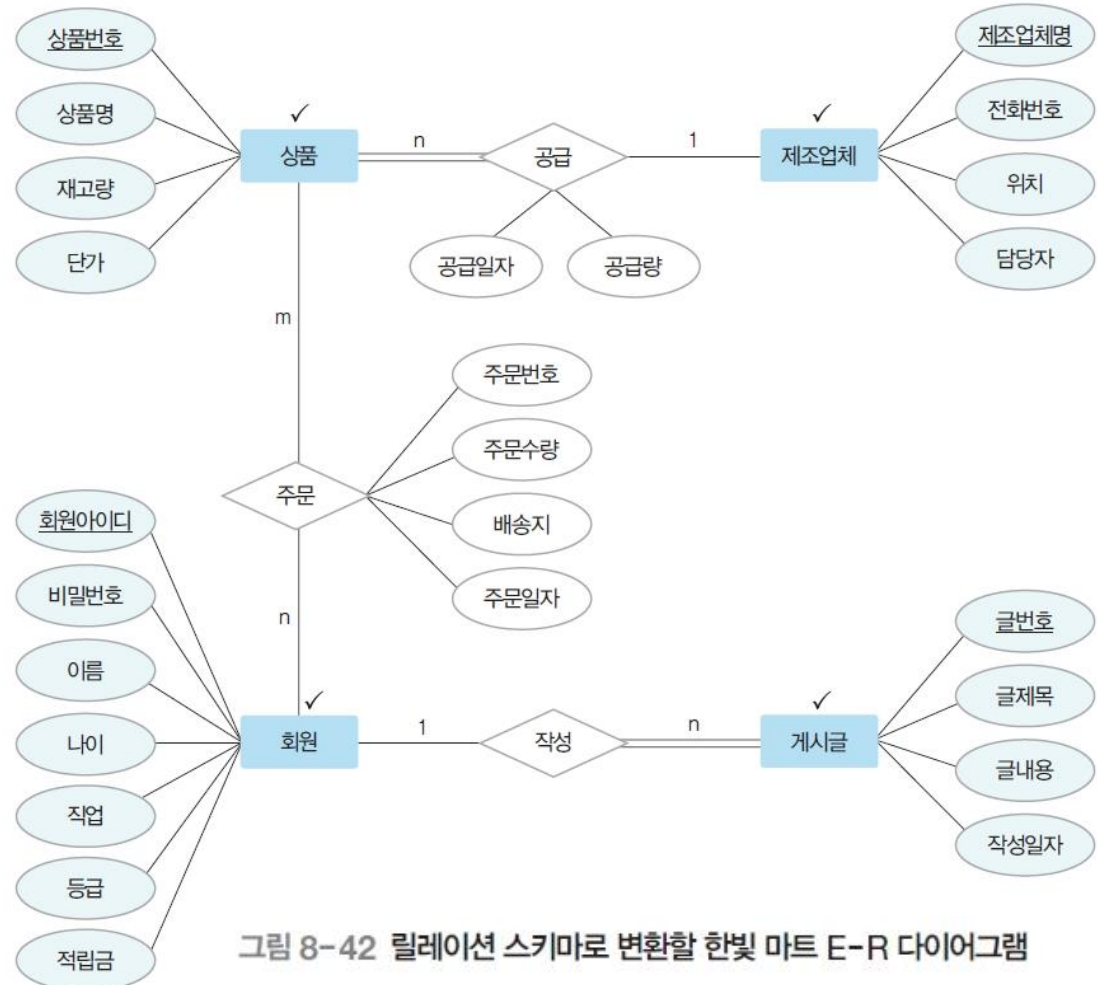 상품번호
상품명
재고량
단가
상품
n
공급
1
제조업체
공급일자
공급량
제조업체명
전화번호
위치
담당자
m
주문
주문번호
주문수량
배송지
주문일자
n
회원아이디
비밀번호
이름
나이
직업
등급
적립금
회원
1
작성
n
게시글
글번호
글제목
글내용
작성일자
그림 8-42 릴레이션 스키마로 변환할 한빛 마트 E-R 다이어그램